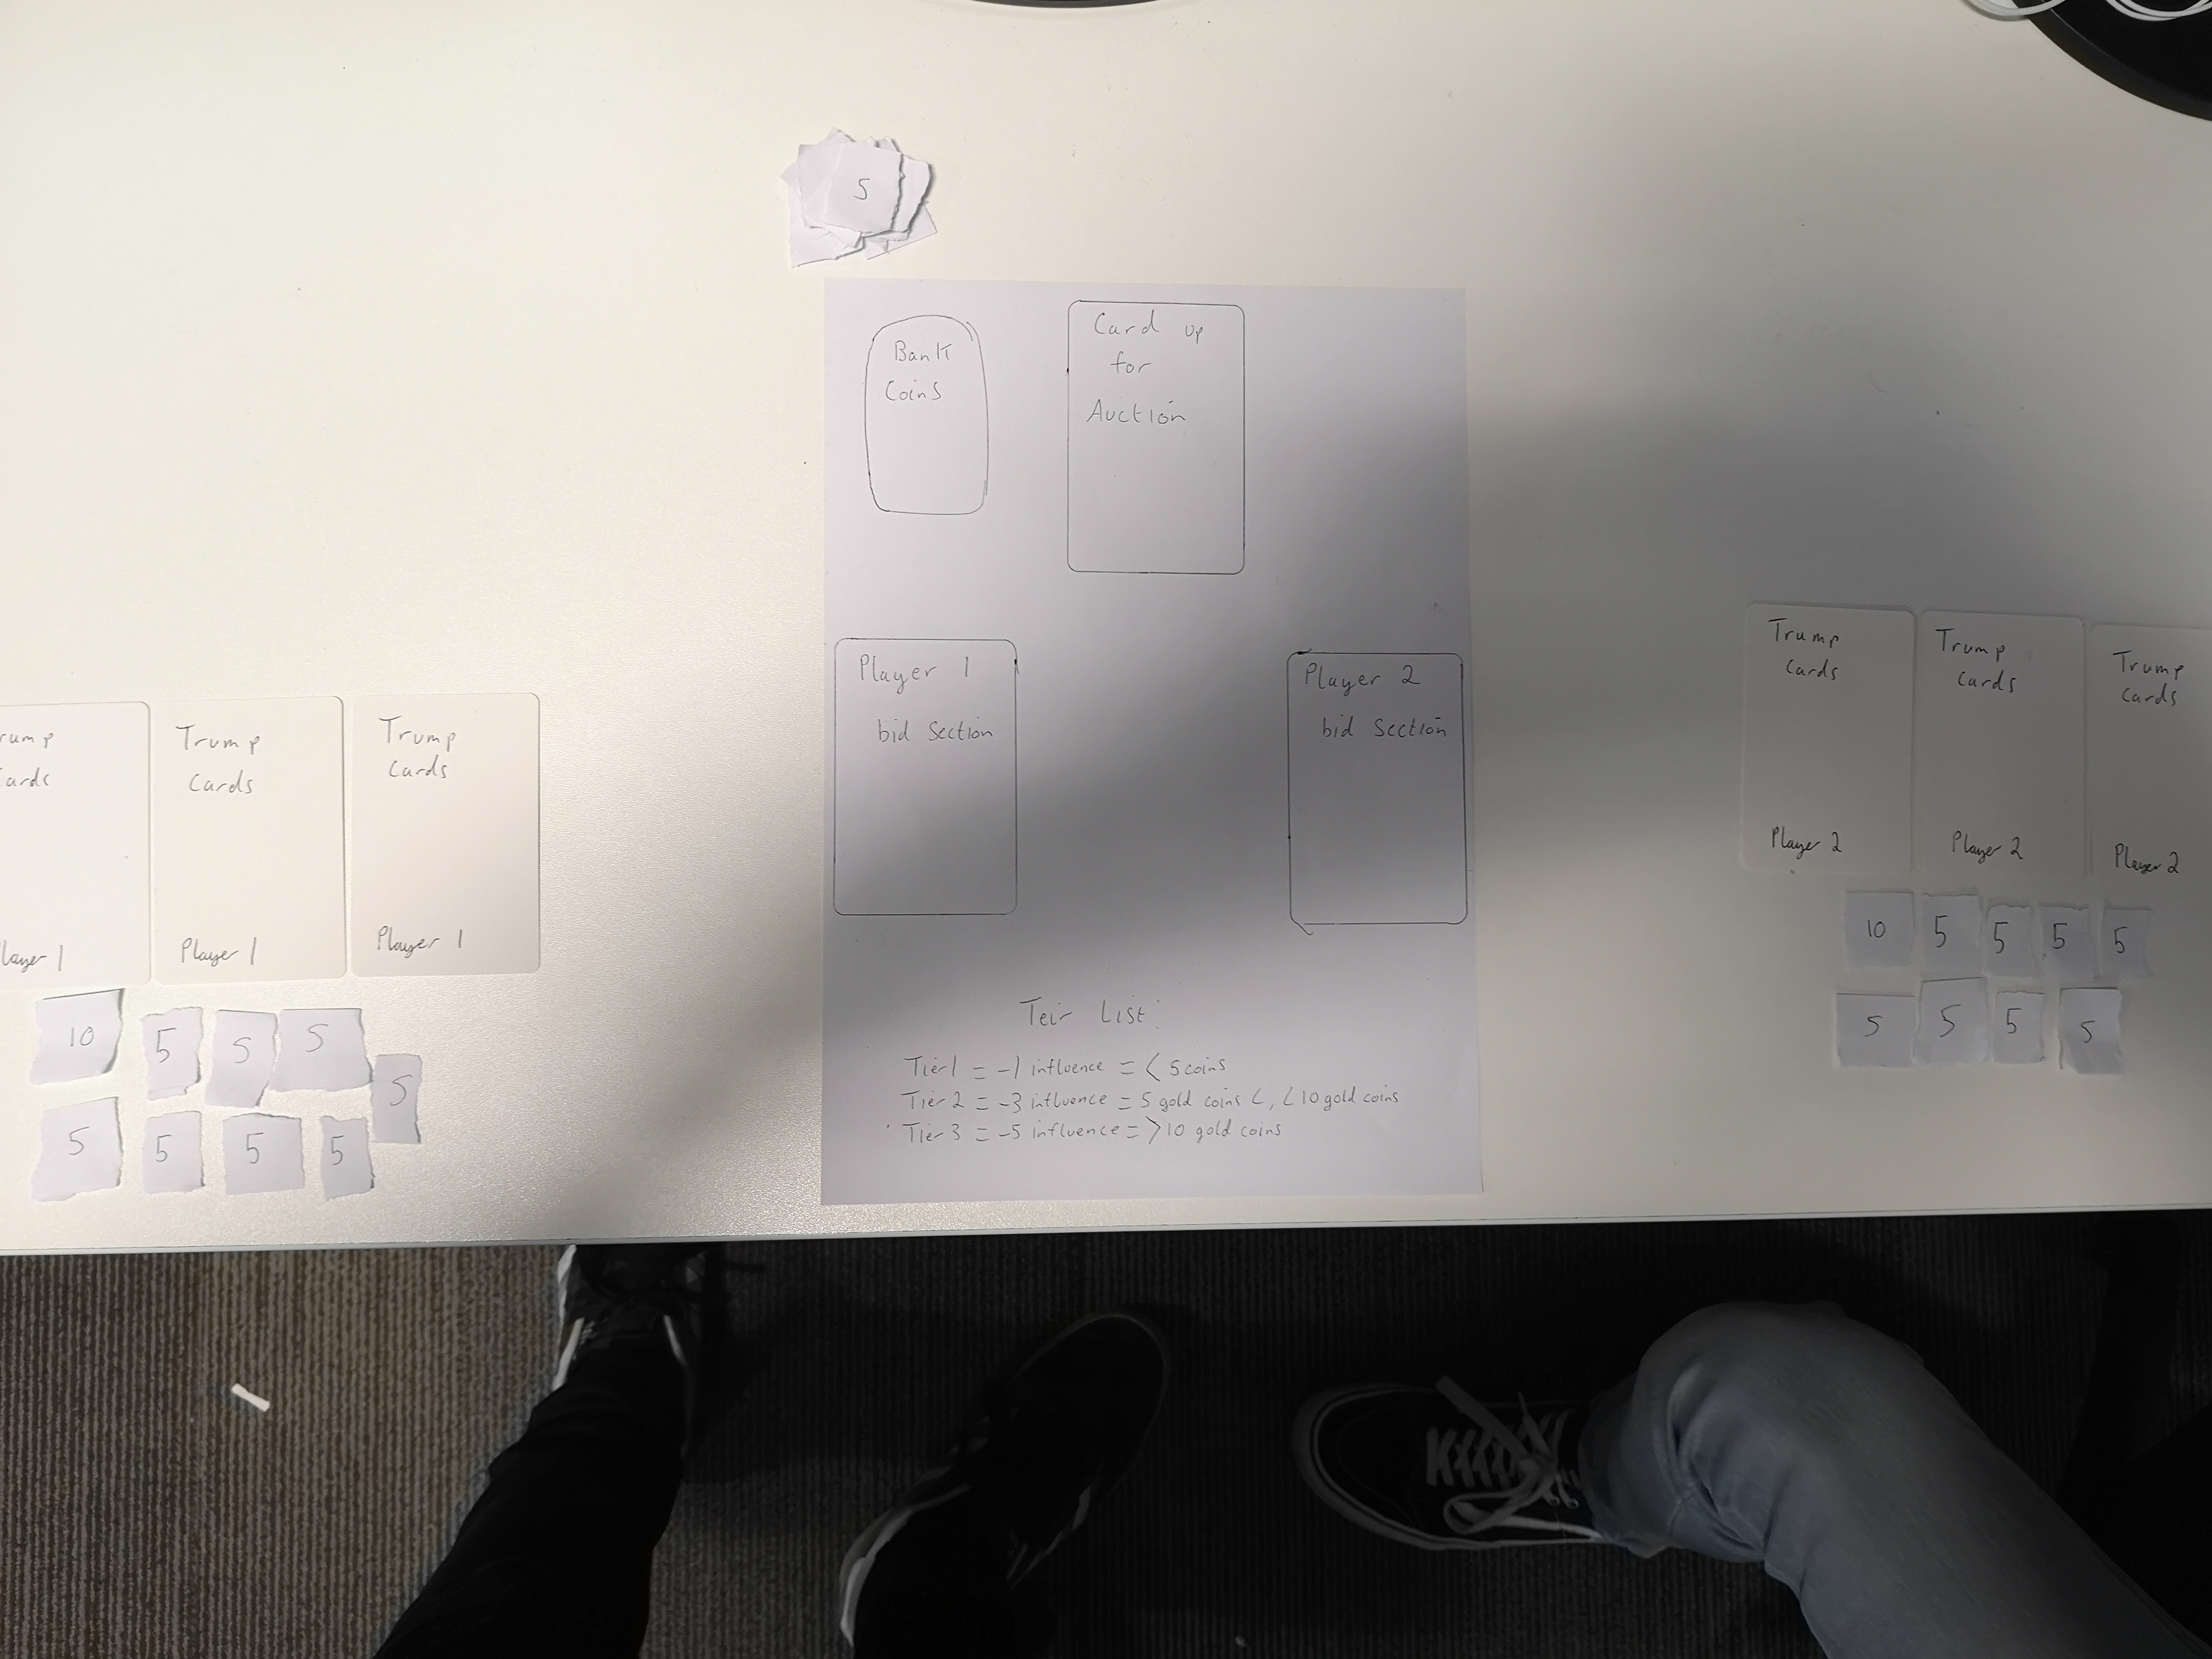 5
Bank
Coins
Card up
for
Auction
Player 1
bid Section
Player 2
bid Section
Teir List:
Tier 1 = -1 influence = < 5 coins
Tier 2 = -3 influence = 5 gold coins <, < 10 gold coins
Tier 3 = -5 influence = > 10 gold coins
rump
ards
layer 1
Trump
Cards
Player 1
Trump
Cards
Player 1
10
5
5
5
5
5
5
5
5
Trump
Cards
Player 2
Trump
Cards
Player 2
Trump
Cards
Player 2
10
5
5
5
5
5
5
5
5